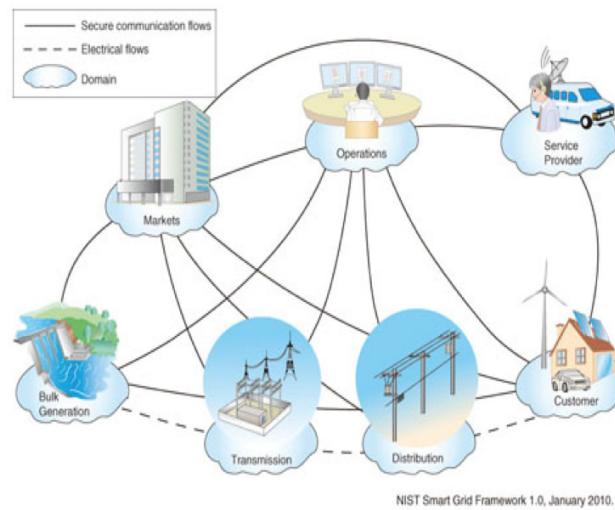 Secure communication flows
Electrical flows
Domain
Operations
Service
Provider
Markets
Bulk
Generation
Transmission
Distribution
Customer
NIST Smart Grid Framework 1.0, January 2010.